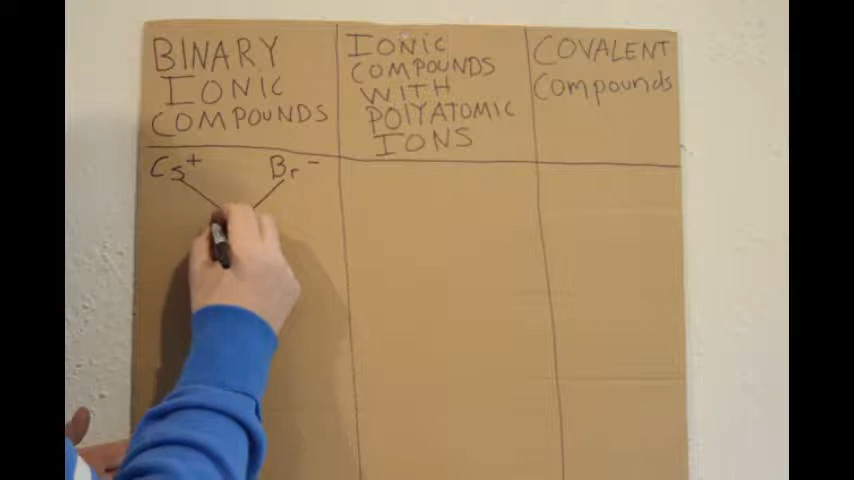 BINARY
IONIC
COMPOUNDS
IONIC
COMPOUNDS
WITH
POLYATOMIC
IONS
COVALENT
Compounds
Cs+ Br-